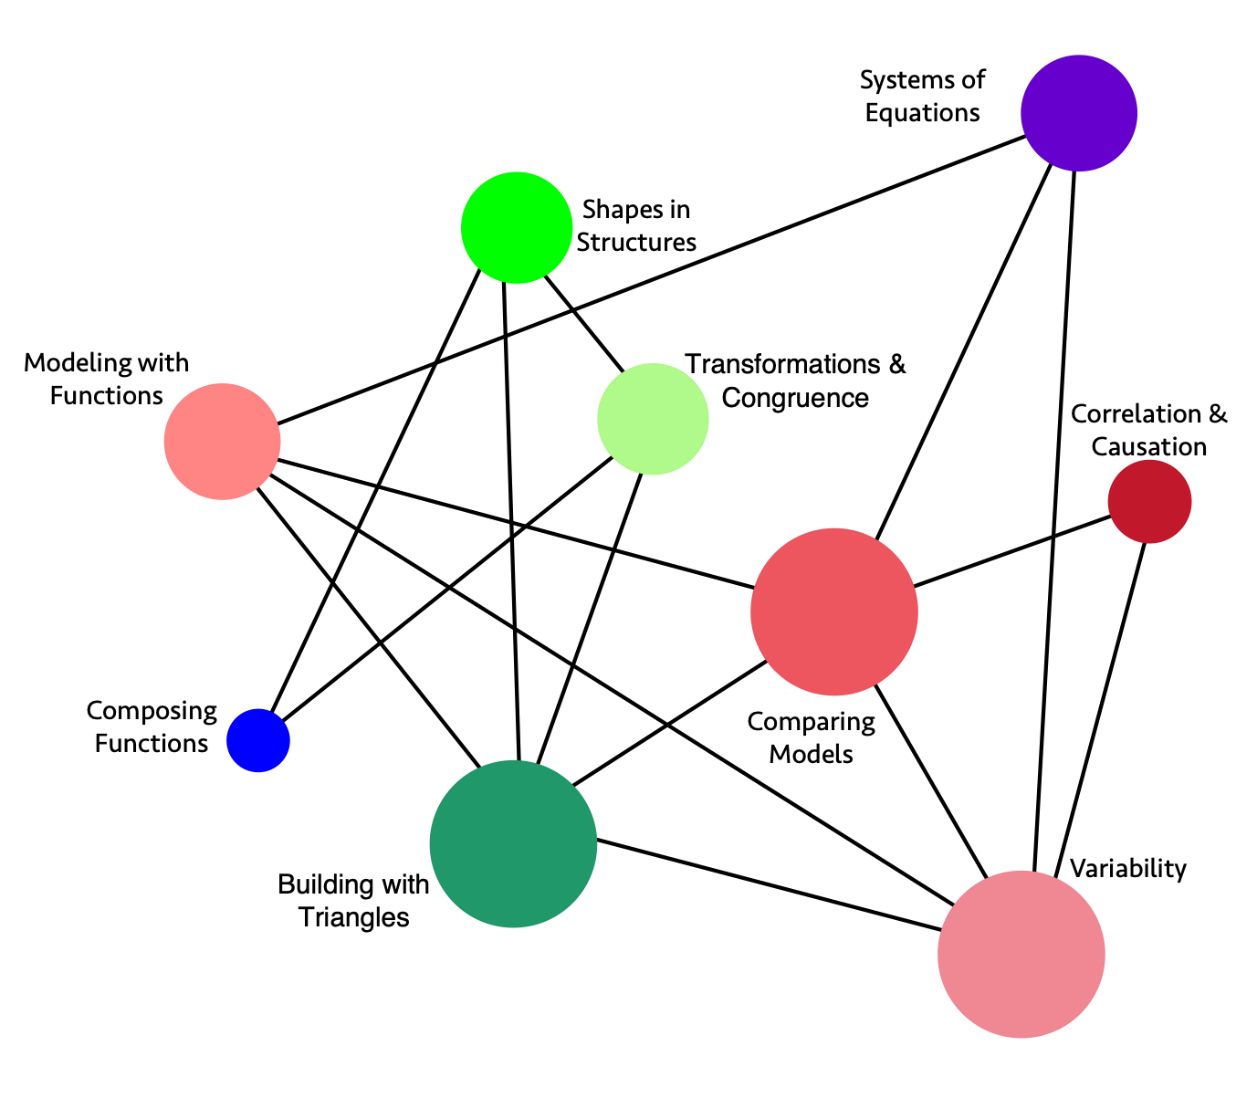 Systems of
Equations
Shapes in
Structures
Modeling with
Functions
Transformations &
Congruence
Correlation &
Causation
Composing
Functions
Comparing
Models
Building with
Triangles
Variability